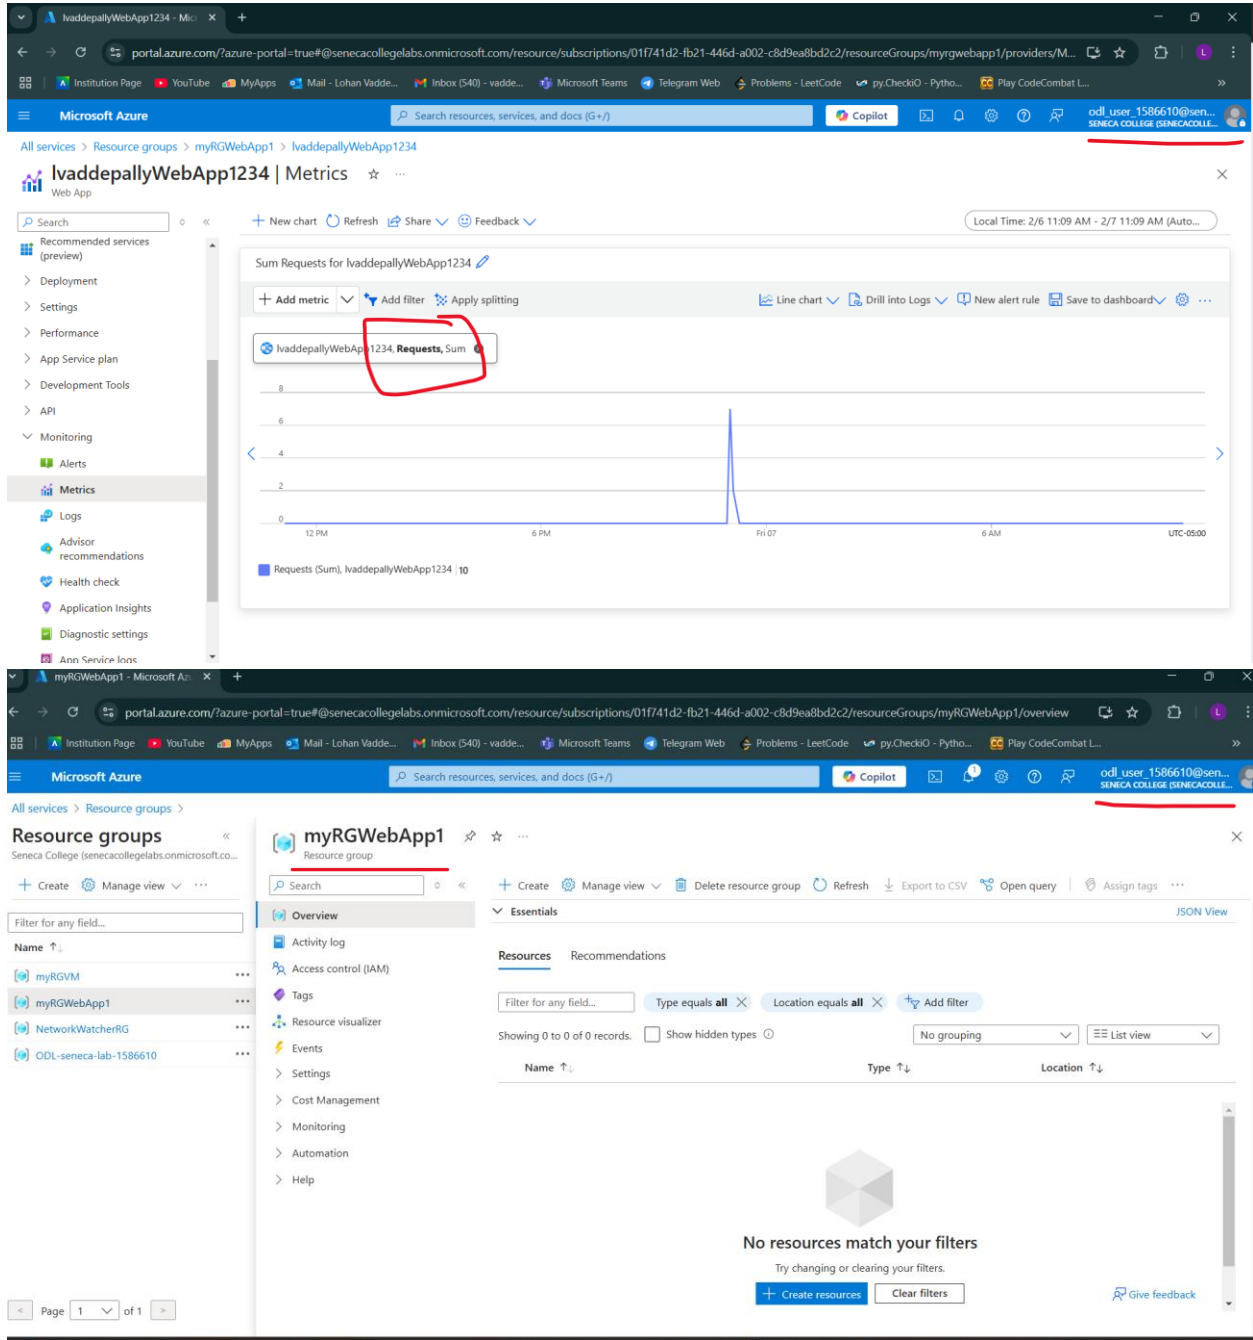 lvaddepallyWebApp1234 - Mic
portal.azure.com/?azure-portal=true#@senecacollegelabs.onmicrosoft.com/resource/subscriptions/01f741d2-fb21-446d-a002-c8d9ea8bd2c2/resourceGroups/myrgwebapp1/providers/M...
L
Institution Page YouTube MyApps Mail - Lohan Vadde... Inbox (540) - vadde... Microsoft Teams Telegram Web Problems - LeetCode py.CheckiO - Pytho... Play CodeCombat L... »
Microsoft Azure Search resources, services, and docs (G+/) Copilot odl_user_1586610@sen...
SENECA COLLEGE (SENECACOLLE...
All services > Resource groups > myRGWebApp1 > lvaddepallyWebApp1234
lvaddepallyWebApp1234 | Metrics ☆ ...
Web App
Search « + New chart Refresh Share Feedback Local Time: 2/6 11:09 AM - 2/7 11:09 AM (Auto...
Recommended services
(preview)
> Deployment
> Settings
> Performance
> App Service plan
> Development Tools
> API
Monitoring
Alerts
Metrics
Logs
Advisor
recommendations
Health check
Application Insights
Diagnostic settings
App Service logs
Sum Requests for lvaddepallyWebApp1234
+ Add metric Add filter Apply splitting Line chart Drill into Logs New alert rule Save to dashboard ...
lvaddepallyWebApp1234, Requests, Sum
8
6
4
2
0
12 PM 6 PM Fri 07 6 AM UTC-05:00
Requests (Sum), lvaddepallyWebApp1234 | 10
myRGWebApp1 - Microsoft Az
portal.azure.com/?azure-portal=true#@senecacollegelabs.onmicrosoft.com/resource/subscriptions/01f741d2-fb21-446d-a002-c8d9ea8bd2c2/resourceGroups/myRGWebApp1/overview
L
Institution Page YouTube MyApps Mail - Lohan Vadde... Inbox (540) - vadde... Microsoft Teams Telegram Web Problems - LeetCode py.CheckiO - Pytho... Play CodeCombat L... »
Microsoft Azure Search resources, services, and docs (G+/) Copilot 1 odl_user_1586610@sen...
SENECA COLLEGE (SENECACOLLE...
All services > Resource groups >
Resource groups «
Seneca College (senecacollegelabs.onmicrosoft.co...
+ Create Manage view ...
Filter for any field...
Name ↑↓
myRGVM ...
myRGWebApp1 ...
NetworkWatcherRG ...
ODL-seneca-lab-1586610 ...
< Page 1 of 1 >
myRGWebApp1 ☆ ...
Resource group
Search «
Overview
Activity log
Access control (IAM)
Tags
Resource visualizer
Events
> Settings
> Cost Management
> Monitoring
> Automation
> Help
+ Create Manage view Delete resource group Refresh Export to CSV Open query Assign tags ...
Essentials JSON View
Resources Recommendations
Filter for any field... Type equals all Location equals all Add filter
Showing 0 to 0 of 0 records. Show hidden types No grouping List view
Name ↑↓ Type ↑↓ Location ↑↓
No resources match your filters
Try changing or clearing your filters.
+ Create resources Clear filters Give feedback